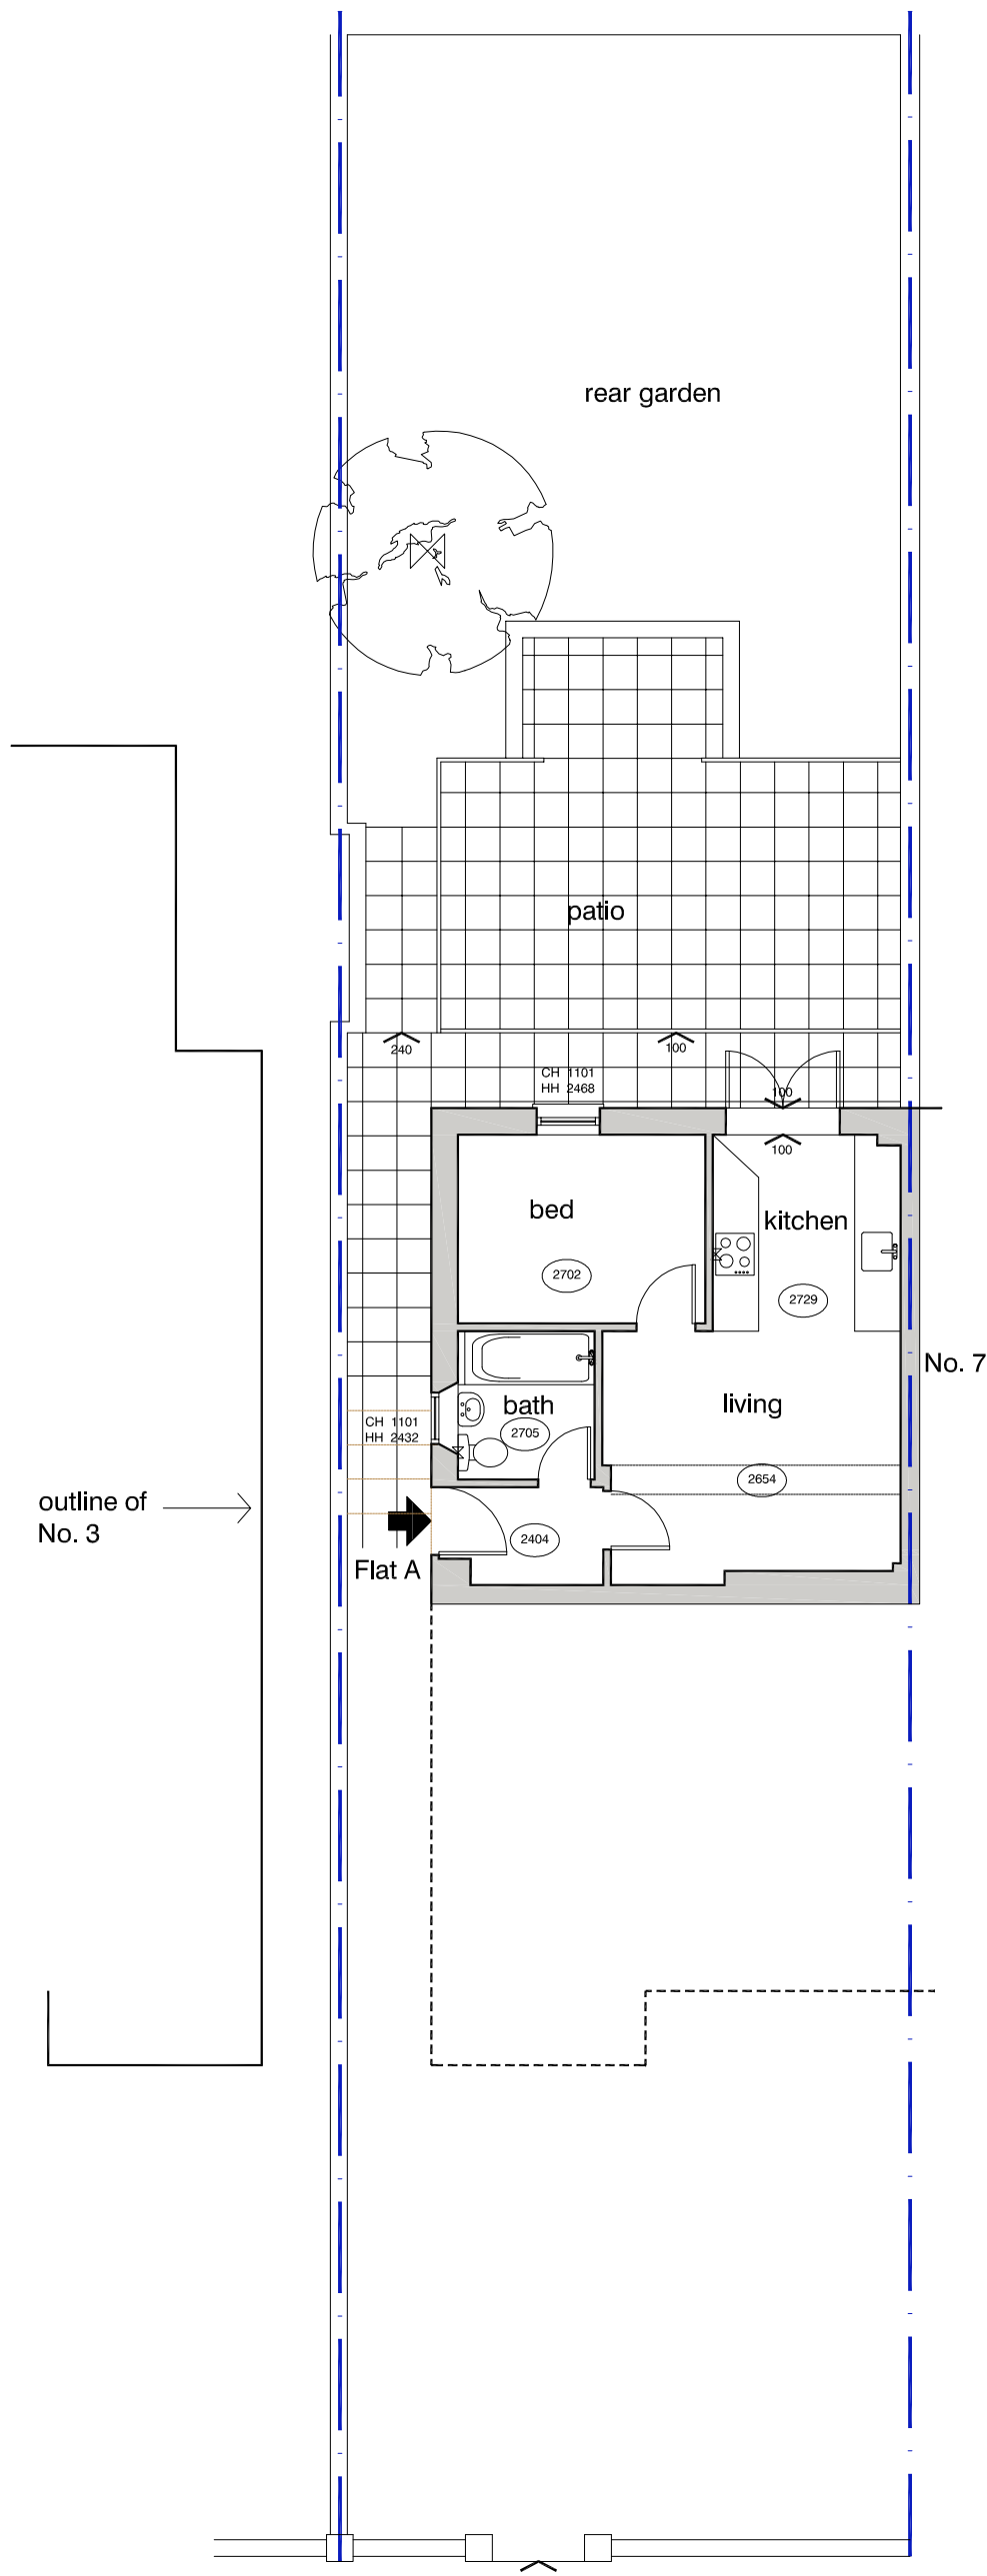 rear garden
patio
240
100
CH 1101
HH 2468
100
100
bed
kitchen
2702
2729
No. 7
living
bath
CH 1101
HH 2432
2705
2654
outline of
No. 3
2404
Flat A